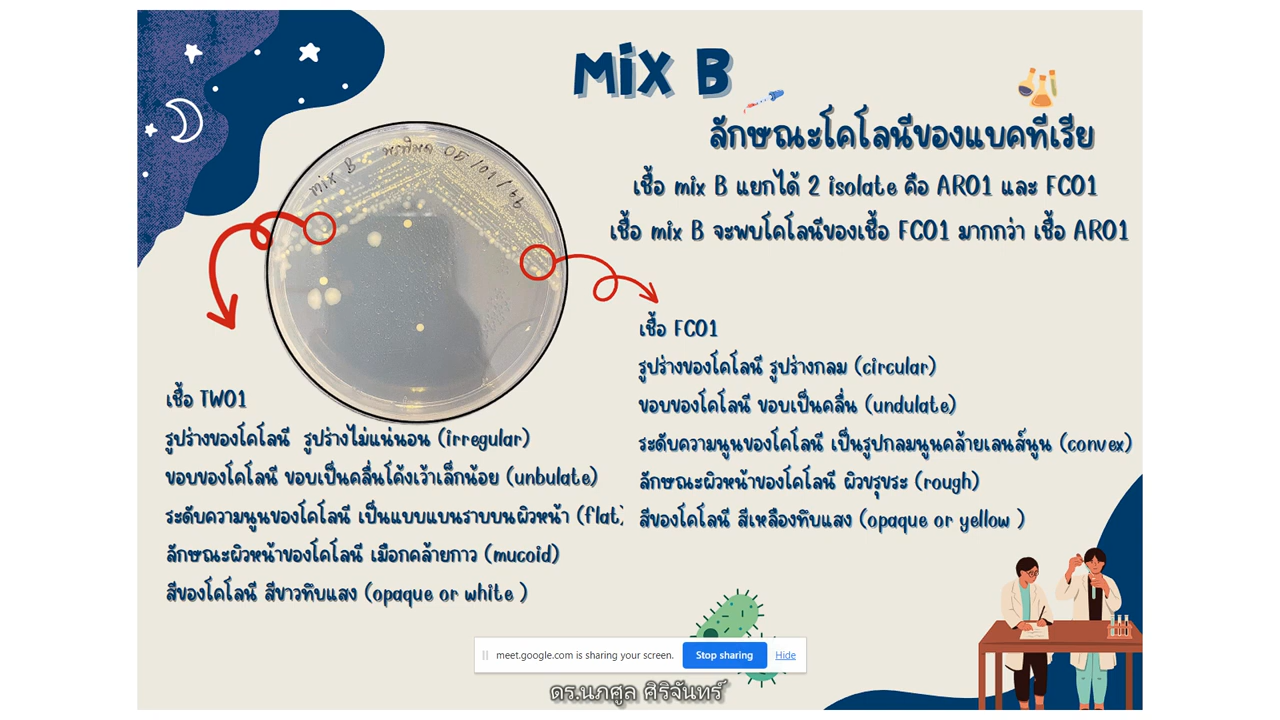 MiX B
ลักษณะโคโลนีของแบคทีเรีย
เชื้อ mix B แยกได้ 2 isolate คือ ARO1 และ FCO1
เชื้อ mix B จะพบโคโลนีของเชื้อ FCO1 มากกว่า เชื้อ ARO1
mix B
05/01/66
เชื้อ FCO1
รูปร่างของโคโลนี รูปร่างกลม (circular)
ขอบของโคโลนี ขอบเป็นคลื่น (undulate)
ระดับความนูนของโคโลนี เป็นรูปกลมนูนคล้ายเลนส์นูน (convex)
ลักษณะผิวหน้าของโคโลนี ผิวขรุขระ (rough)
สีของโคโลนี สีเหลืองทึบแสง (opaque or yellow )
เชื้อ TWO1
รูปร่างของโคโลนี รูปร่างไม่แน่นอน (irregular)
ขอบของโคโลนี ขอบเป็นคลื่นโค้งเว้าเล็กน้อย (unbulate)
ระดับความนูนของโคโลนี เป็นแบบแบนราบบนผิวหน้า (flat)
ลักษณะผิวหน้าของโคโลนี เมือกคล้ายกาว (mucoid)
สีของโคโลนี สีขาวทึบแสง (opaque or white )
meet.google.com is sharing your screen.
Stop sharing
Hide
ดร.นภศูล ศิริจันทร์